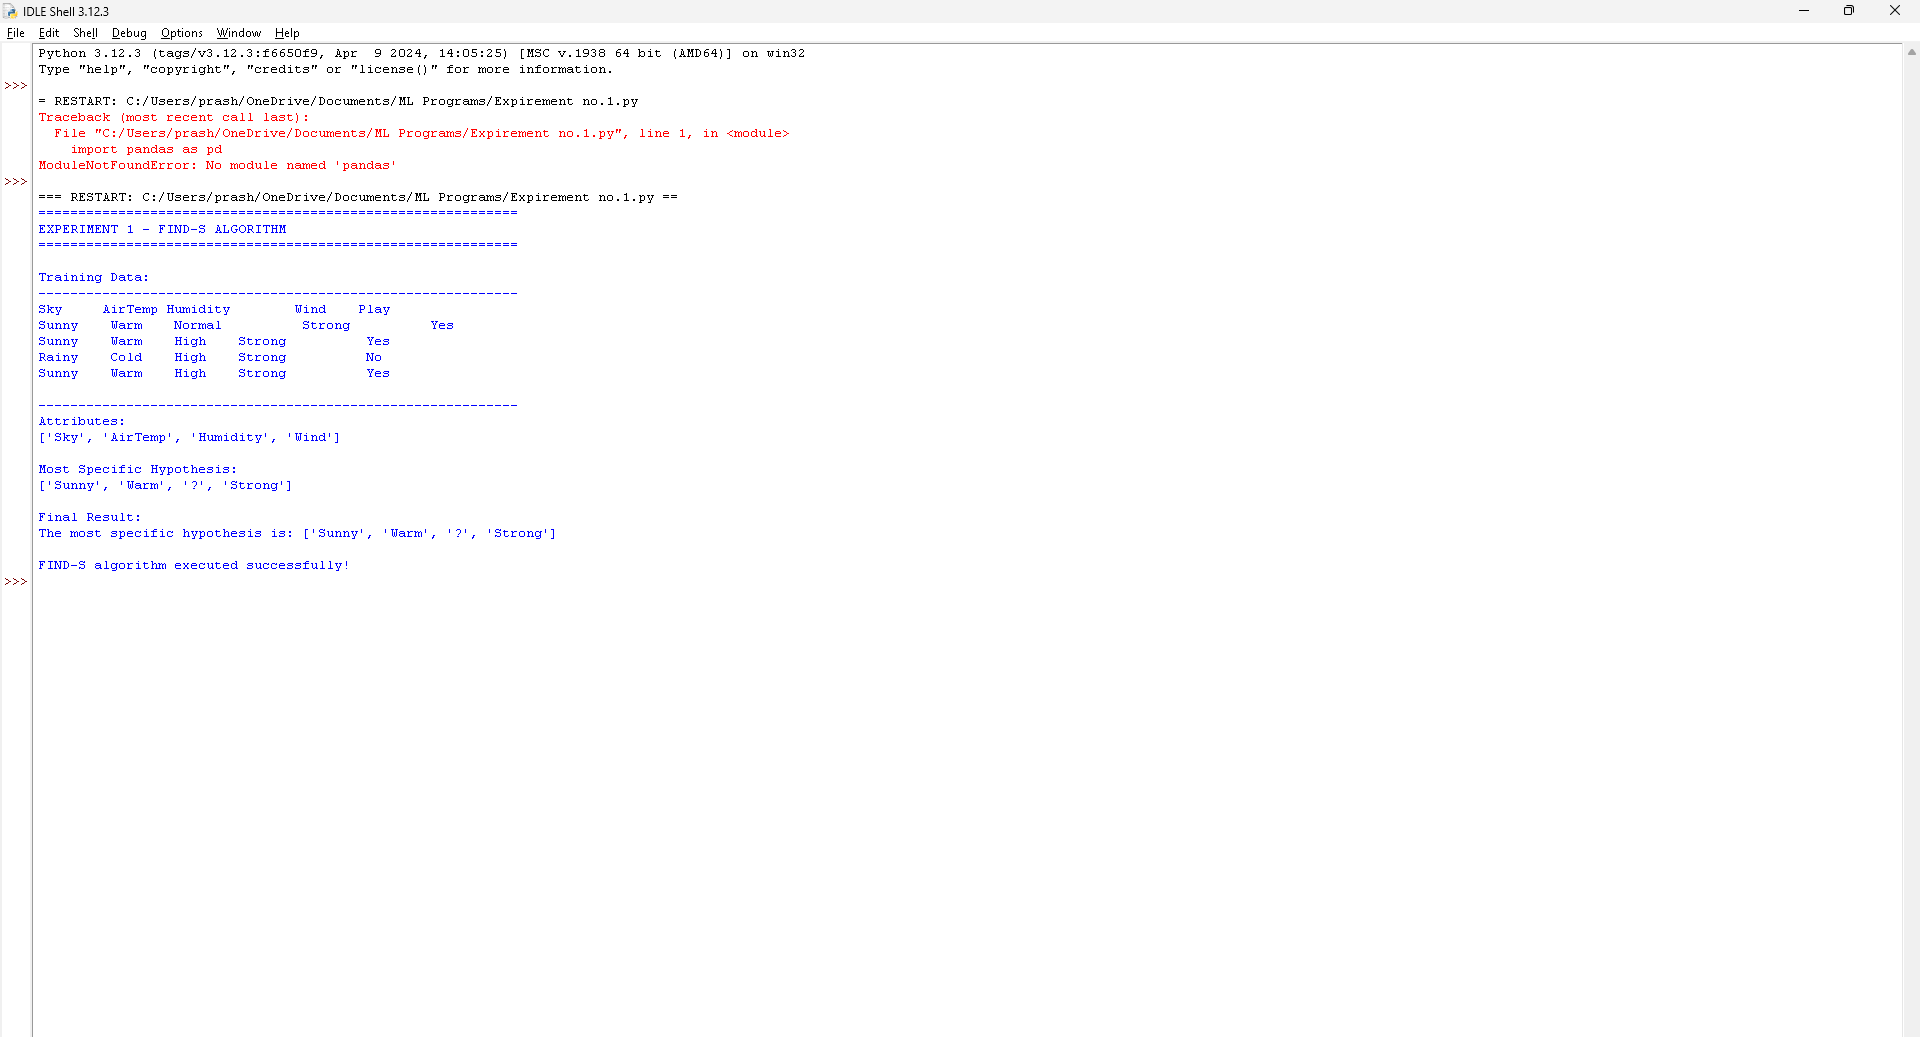 IDLE Shell 3.12.3
File Edit Shell Debug Options Window Help
Python 3.12.3 (tags/v3.12.3:f6650f9, Apr  9 2024, 14:05:25) [MSC v.1938 64 bit (AMD64)] on win32
Type "help", "copyright", "credits" or "license()" for more information.
>>>
= RESTART: C:/Users/prash/OneDrive/Documents/ML Programs/Expirement no.1.py
Traceback (most recent call last):
  File "C:/Users/prash/OneDrive/Documents/ML Programs/Expirement no.1.py", line 1, in <module>
    import pandas as pd
ModuleNotFoundError: No module named 'pandas'
>>>
=== RESTART: C:/Users/prash/OneDrive/Documents/ML Programs/Expirement no.1.py ==
============================================================
EXPERIMENT 1 - FIND-S ALGORITHM
============================================================
Training Data:
------------------------------------------------------------
Sky     AirTemp Humidity        Wind    Play
Sunny    Warm    Normal          Strong          Yes
Sunny    Warm    High    Strong          Yes
Rainy    Cold    High    Strong          No
Sunny    Warm    High    Strong          Yes
------------------------------------------------------------
Attributes:
['Sky', 'AirTemp', 'Humidity', 'Wind']
Most Specific Hypothesis:
['Sunny', 'Warm', '?', 'Strong']
Final Result:
The most specific hypothesis is: ['Sunny', 'Warm', '?', 'Strong']
FIND-S algorithm executed successfully!
>>>